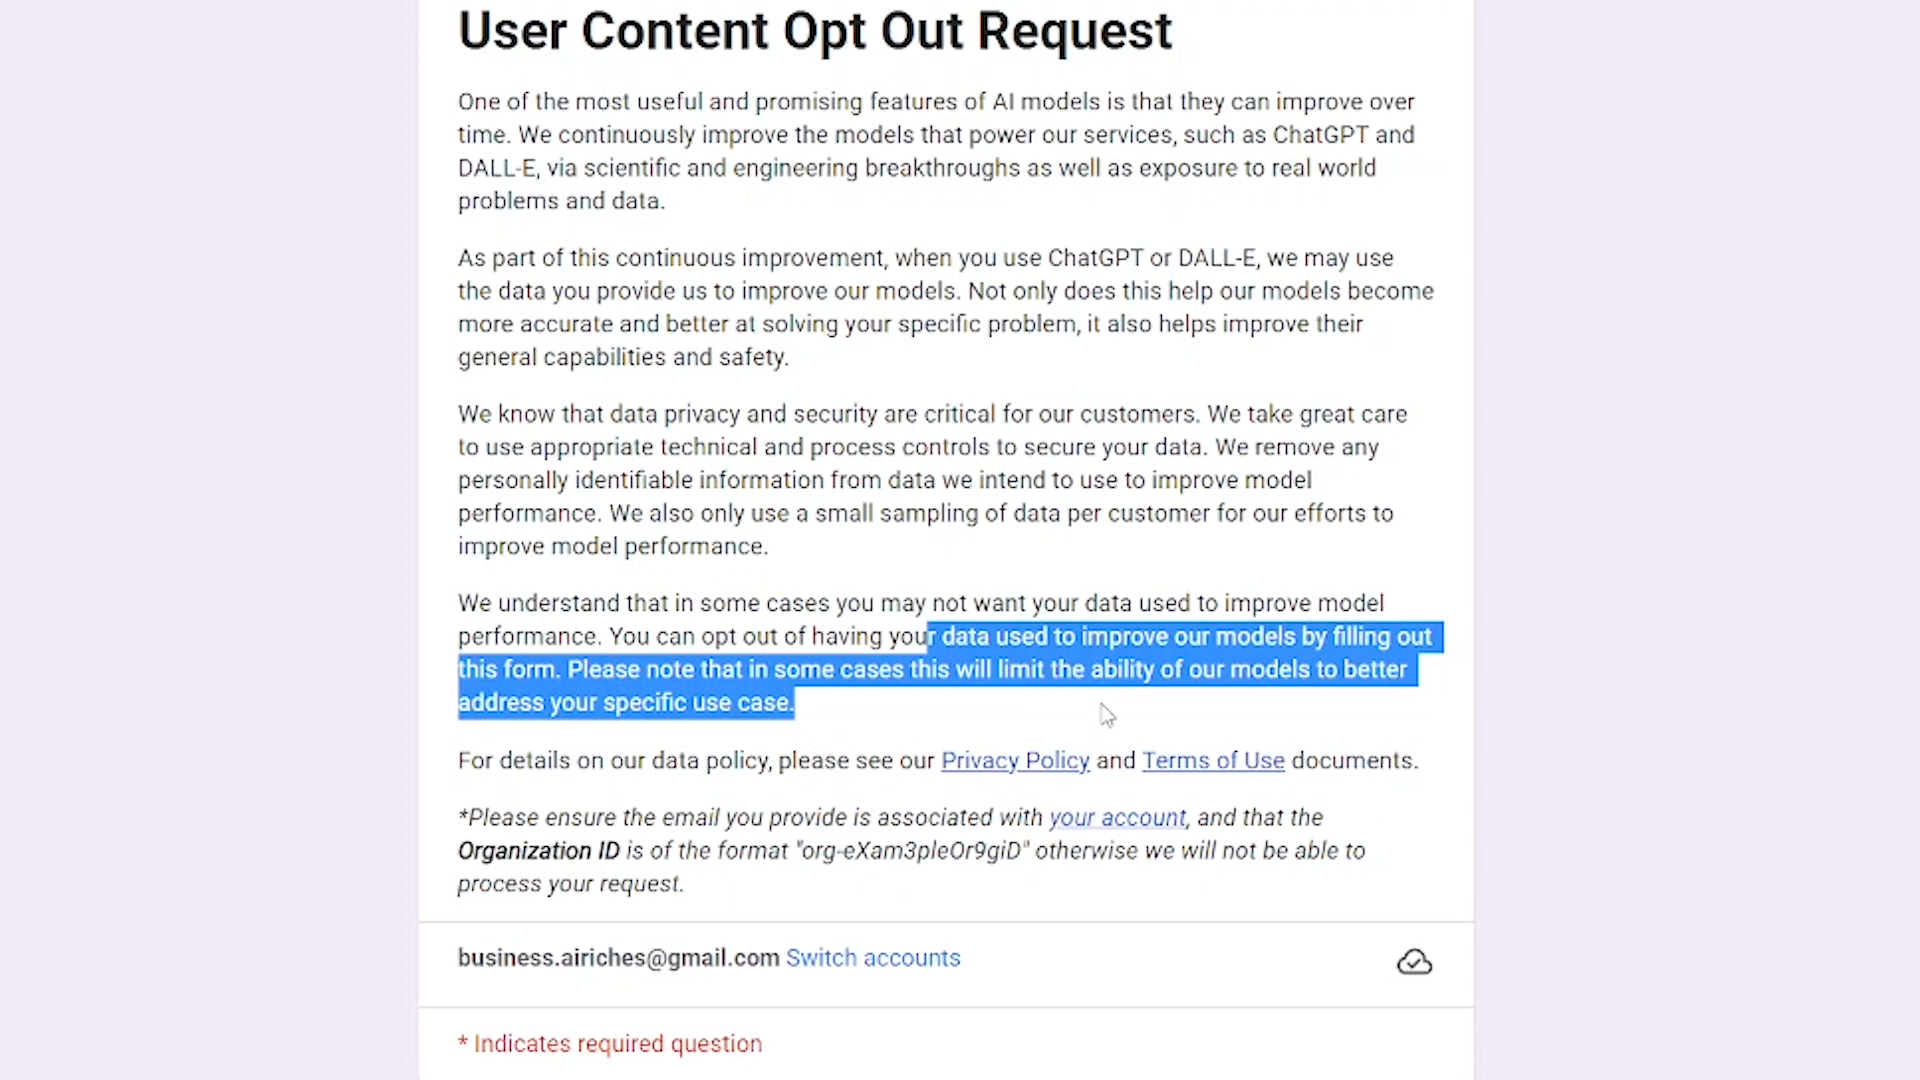 User Content Opt Out Request
One of the most useful and promising features of AI models is that they can improve over
time. We continuously improve the models that power our services, such as ChatGPT and
DALL-E, via scientific and engineering breakthroughs as well as exposure to real world
problems and data.
As part of this continuous improvement, when you use ChatGPT or DALL-E, we may use
the data you provide us to improve our models. Not only does this help our models become
more accurate and better at solving your specific problem, it also helps improve their
general capabilities and safety.
We know that data privacy and security are critical for our customers. We take great care
to use appropriate technical and process controls to secure your data. We remove any
personally identifiable information from data we intend to use to improve model
performance. We also only use a small sampling of data per customer for our efforts to
improve model performance.
We understand that in some cases you may not want your data used to improve model
performance. You can opt out of having your data used to improve our models by filling out
this form. Please note that in some cases this will limit the ability of our models to better
address your specific use case.
For details on our data policy, please see our Privacy Policy and Terms of Use documents.
*Please ensure the email you provide is associated with your account, and that the
Organization ID is of the format "org-eXam3pleOr9giD" otherwise we will not be able to
process your request.
business.airiches@gmail.com Switch accounts
* Indicates required question